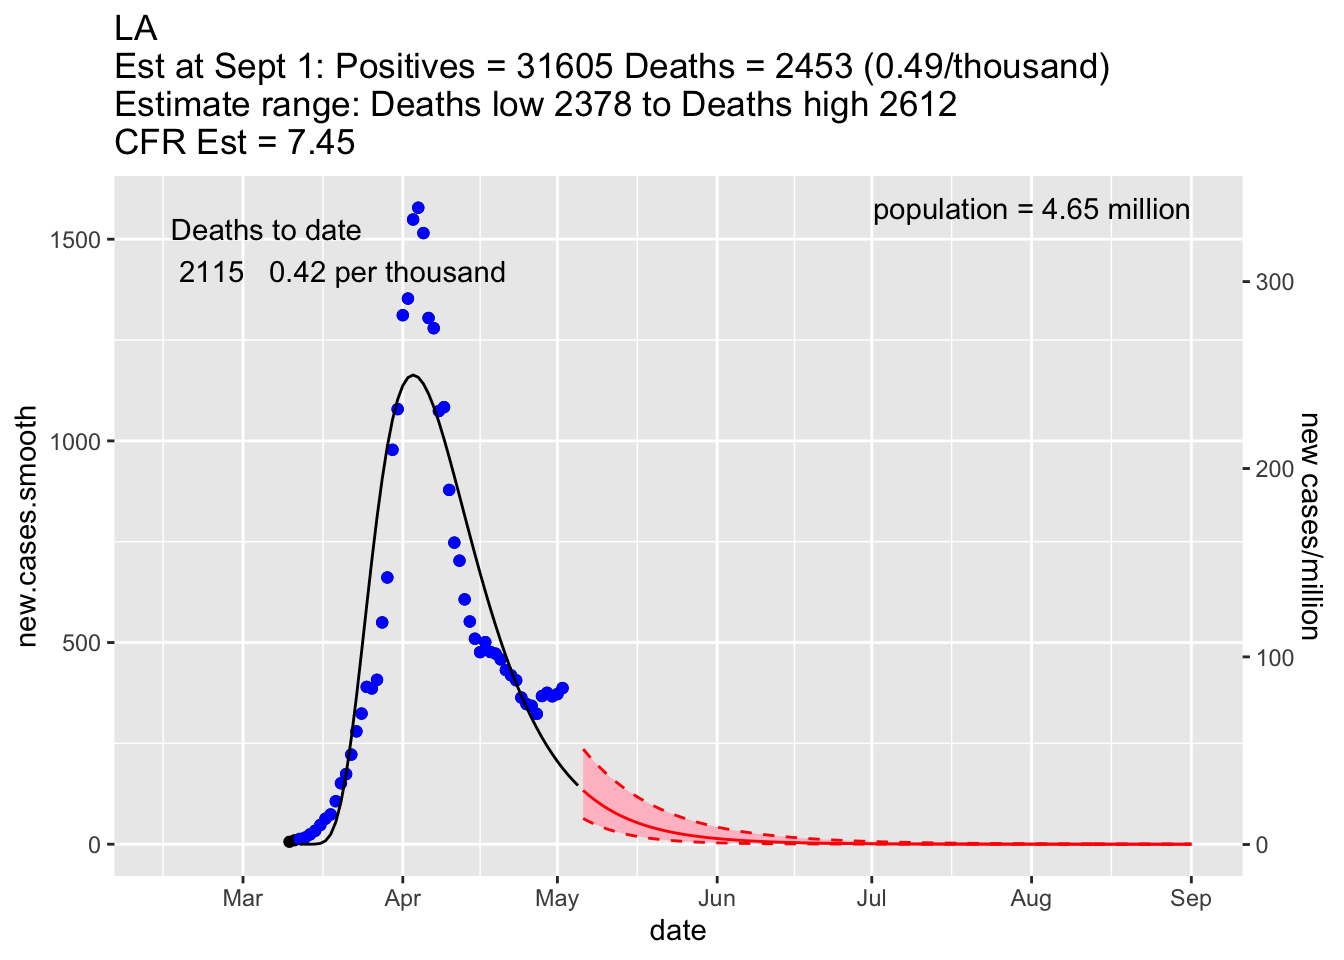 LA
Est at Sept 1: Positives = 31605 Deaths = 2453 (0.49/thousand)
Estimate range: Deaths low 2378 to Deaths high 2612
CFR Est = 7.45
population = 4.65 million
Deaths to date
2115 0.42 per thousand
1500
1000
500
0
new.cases.smooth
300
200
100
0
new cases/million
Mar Apr May Jun Jul Aug Sep
date